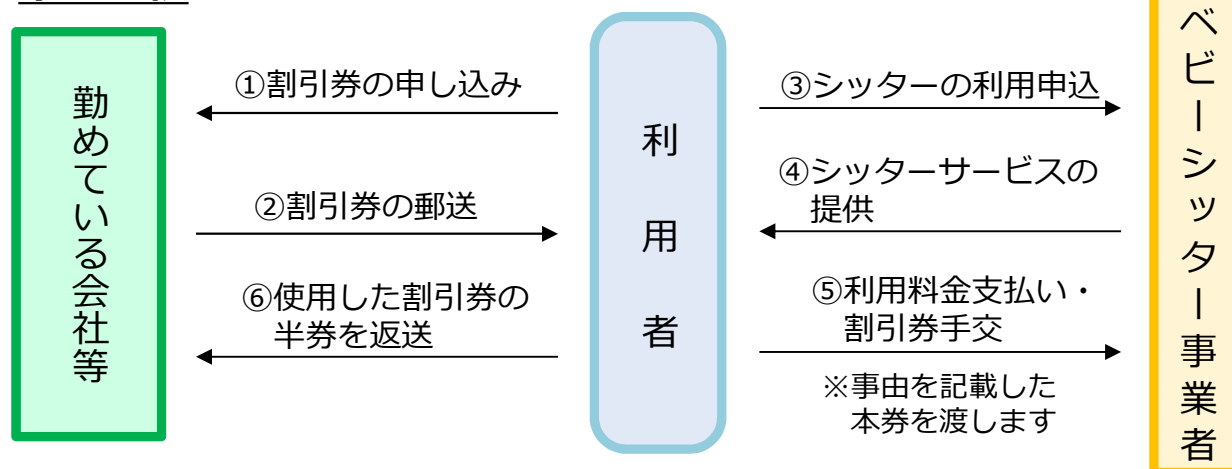 勤めている会社等
①割引券の申し込み
②割引券の郵送
⑥使用した割引券の
半券を返送
利用者
③シッターの利用申込
④シッターサービスの
提供
⑤利用料金支払い・
割引券手交
※事由を記載した
本券を渡します
ベビーシッター事業者